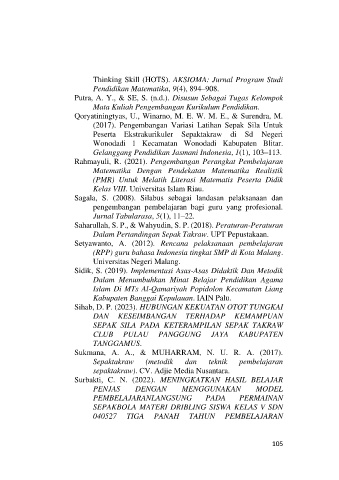 Thinking Skill (HOTS). AKSIOMA: Jurnal Program Studi
Pendidikan Matematika, 9(4), 894–908.
Putra, A. Y., & SE, S. (n.d.). Disusun Sebagai Tugas Kelompok
Mata Kuliah Pengembangan Kurikulum Pendidikan.
Qoryatiningtyas, U., Winarno, M. E. W. M. E., & Surendra, M.
(2017). Pengembangan Variasi Latihan Sepak Sila Untuk
Peserta Ekstrakurikuler Sepaktakraw di Sd Negeri
Wonodadi 1 Kecamatan Wonodadi Kabupaten Blitar.
Gelanggang Pendidikan Jasmani Indonesia, 1(1), 103–113.
Rahmayuli, R. (2021). Pengembangan Perangkat Pembelajaran
Matematika Dengan Pendekatan Matematika Realistik
(PMR) Untuk Melatih Literasi Matematis Peserta Didik
Kelas VIII. Universitas Islam Riau.
Sagala, S. (2008). Silabus sebagai landasan pelaksanaan dan
pengembangan pembelajaran bagi guru yang profesional.
Jurnal Tabularasa, 5(1), 11–22.
Saharullah, S. P., & Wahyudin, S. P. (2018). Peraturan-Peraturan
Dalam Pertandingan Sepak Takraw. UPT Pepustakaan.
Setyawanto, A. (2012). Rencana pelaksanaan pembelajaran
(RPP) guru bahasa Indonesia tingkat SMP di Kota Malang.
Universitas Negeri Malang.
Sidik, S. (2019). Implementasi Asas-Asas Didaktik Dan Metodik
Dalam Menumbuhkan Minat Belajar Pendidikan Agama
Islam Di MTs Al-Qamariyah Popidolon Kecamatan Liang
Kabupaten Banggai Kepulauan. IAIN Palu.
Sihab, D. P. (2023). HUBUNGAN KEKUATAN OTOT TUNGKAI
DAN KESEIMBANGAN TERHADAP KEMAMPUAN
SEPAK SILA PADA KETERAMPILAN SEPAK TAKRAW
CLUB PULAU PANGGUNG JAYA KABUPATEN
TANGGAMUS.
Sukmana, A. A., & MUHARRAM, N. U. R. A. (2017).
Sepaktakraw (metodik dan teknik pembelajaran
sepaktakraw). CV. Adjie Media Nusantara.
Surbakti, C. N. (2022). MENINGKATKAN HASIL BELAJAR
PENJAS DENGAN MENGGUNAKAN MODEL
PEMBELAJARANLANGSUNG PADA PERMAINAN
SEPAKBOLA MATERI DRIBLING SISWA KELAS V SDN
040527 TIGA PANAH TAHUN PEMBELAJARAN
105